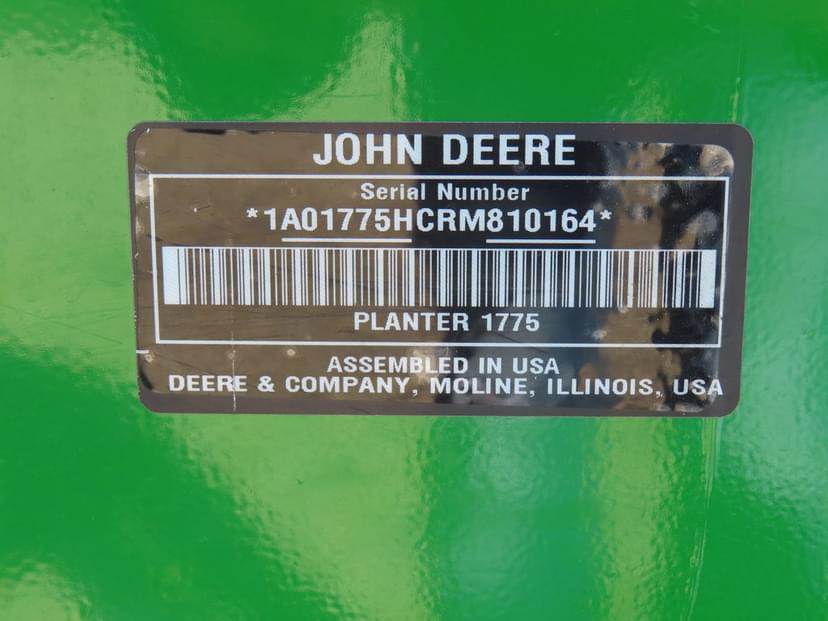 JOHN DEERE
Serial Number
*1A01775HCRM810164*
PLANTER 1775
ASSEMBLED IN USA
DEERE & COMPANY, MOLINE, ILLINOIS, USA